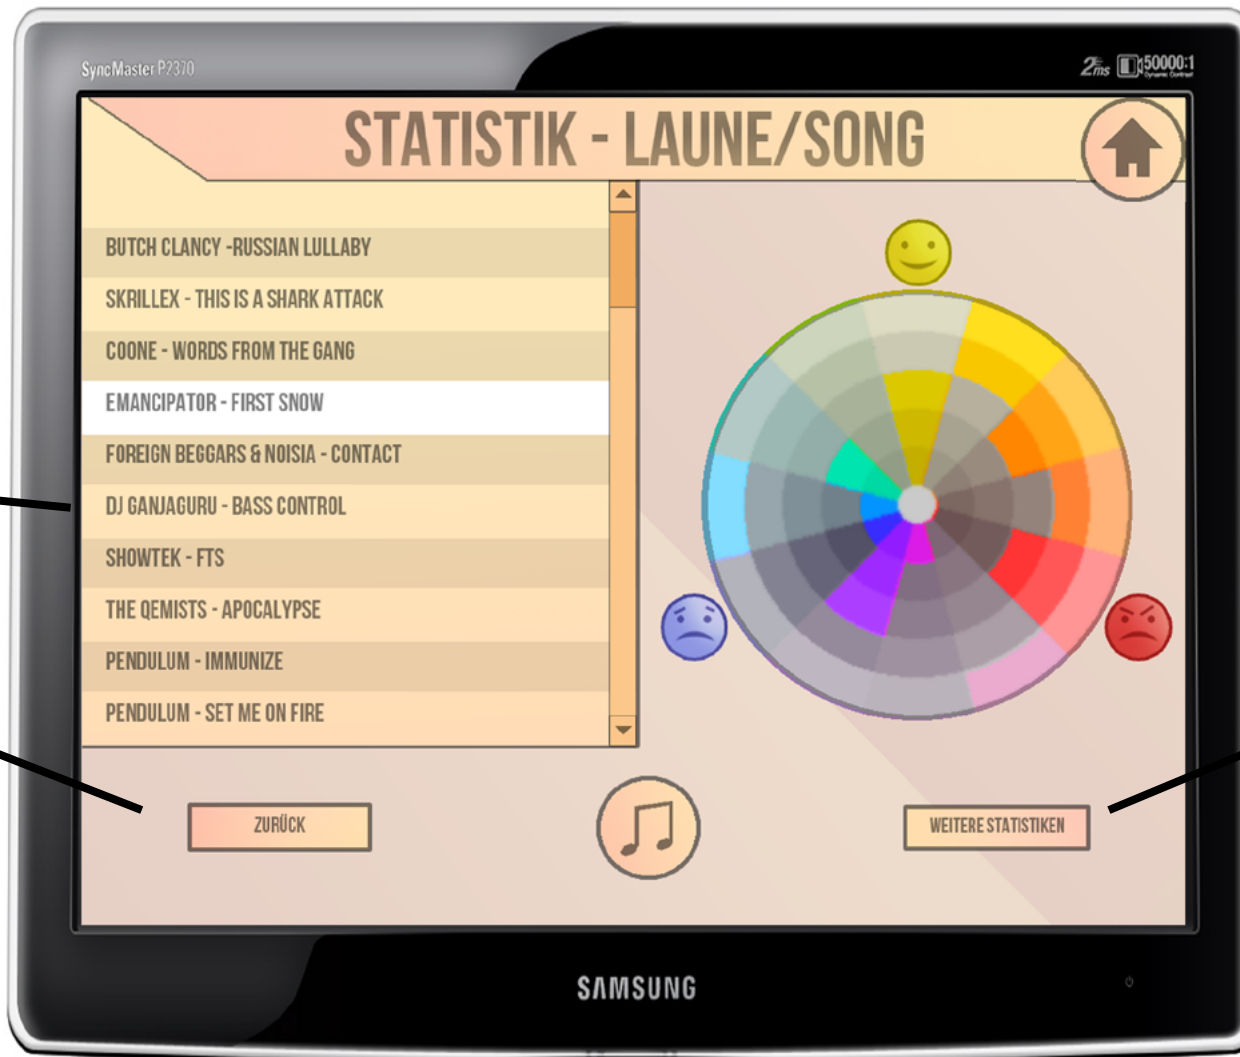 SyncMaster P2370
2ms 50000:1
Dynamic Contrast
STATISTIK - LAUNE/SONG
BUTCH CLANCY -RUSSIAN LULLABY
SKRILLEX - THIS IS A SHARK ATTACK
COONE - WORDS FROM THE GANG
EMANCIPATOR - FIRST SNOW
FOREIGN BEGGARS & NOISIA - CONTACT
DJ GANJAGURU - BASS CONTROL
SHOWTEK - FTS
THE QEMISTS - APOCALYPSE
PENDULUM - IMMUNIZE
PENDULUM - SET ME ON FIRE
ZURÜCK
WEITERE STATISTIKEN
SAMSUNG